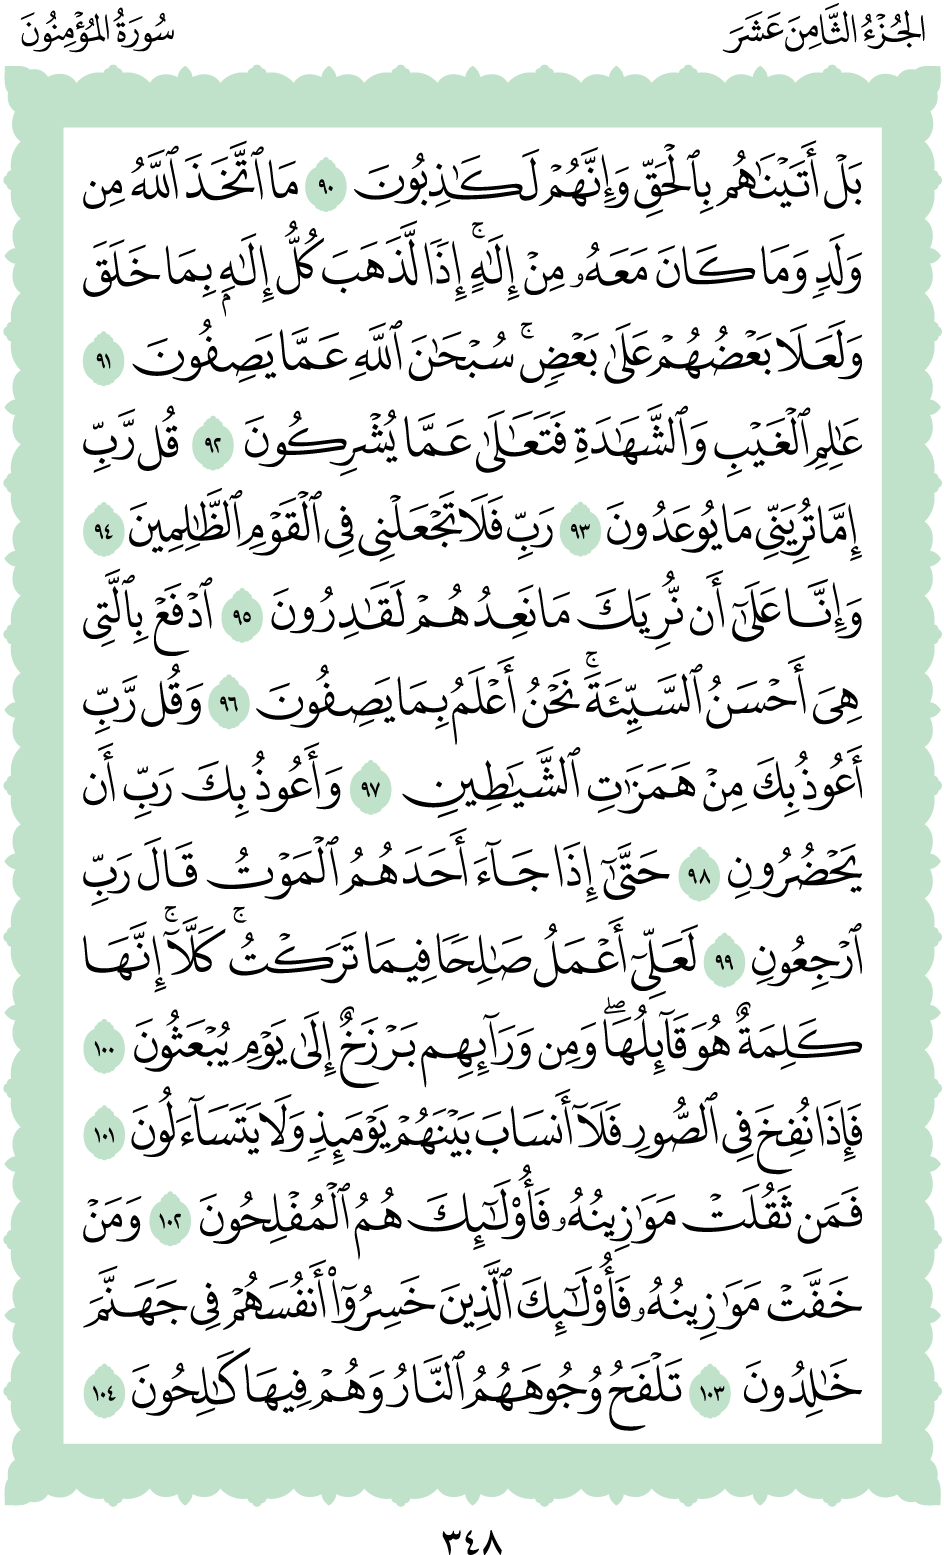 الجُزْءُ الثَّامِنَ عَشَرَ
سُورَةُ المُؤْمِنُونَ
بَلْ أَتَيْنَٰهُم بِٱلْحَقِّ وَإِنَّهُمْ لَكَٰذِبُونَ ٩٠ مَا ٱتَّخَذَ ٱللَّهُ مِن
وَلَدٍ وَمَا كَانَ مَعَهُۥ مِنْ إِلَٰهٍۚ إِذًا لَّذَهَبَ كُلُّ إِلَٰهٍۭ بِمَا خَلَقَ
وَلَعَلَا بَعْضُهُمْ عَلَىٰ بَعْضٍۚ سُبْحَٰنَ ٱللَّهِ عَمَّا يَصِفُونَ ٩١
عَٰلِمِ ٱلْغَيْبِ وَٱلشَّهَٰدَةِ فَتَعَٰلَىٰ عَمَّا يُشْرِكُونَ ٩٢ قُل رَّبِّ
إِمَّا تُرِيَنِّى مَا يُوعَدُونَ ٩٣ رَبِّ فَلَا تَجْعَلْنِى فِى ٱلْقَوْمِ ٱلظَّٰلِمِينَ ٩٤
وَإِنَّا عَلَىٰٓ أَن نُّرِيَكَ مَا نَعِدُهُمْ لَقَٰدِرُونَ ٩٥ ٱدْفَعْ بِٱلَّتِى
هِىَ أَحْسَنُ ٱلسَّيِّئَةَۚ نَحْنُ أَعْلَمُ بِمَا يَصِفُونَ ٩٦ وَقُل رَّبِّ
أَعُوذُ بِكَ مِنْ هَمَزَٰتِ ٱلشَّيَٰطِينِ ٩٧ وَأَعُوذُ بِكَ رَبِّ أَن
يَحْضُرُونِ ٩٨ حَتَّىٰٓ إِذَا جَآءَ أَحَدَهُمُ ٱلْمَوْتُ قَالَ رَبِّ
ٱرْجِعُونِ ٩٩ لَعَلِّىٓ أَعْمَلُ صَٰلِحًا فِيمَا تَرَكْتُۚ كَلَّآۚ إِنَّهَا
كَلِمَةٌ هُوَ قَآئِلُهَاۖ وَمِن وَرَآئِهِم بَرْزَخٌ إِلَىٰ يَوْمِ يُبْعَثُونَ ١٠٠
فَإِذَا نُفِخَ فِى ٱلصُّورِ فَلَآ أَنسَابَ بَيْنَهُمْ يَوْمَئِذٍ وَلَا يَتَسَآءَلُونَ ١٠١
فَمَن ثَقُلَتْ مَوَٰزِينُهُۥ فَأُو۟لَٰٓئِكَ هُمُ ٱلْمُفْلِحُونَ ١٠٢ وَمَنْ
خَفَّتْ مَوَٰزِينُهُۥ فَأُو۟لَٰٓئِكَ ٱلَّذِينَ خَسِرُوٓا۟ أَنفُسَهُمْ فِى جَهَنَّمَ
خَٰلِدُونَ ١٠٣ تَلْفَحُ وُجُوهَهُمُ ٱلنَّارُ وَهُمْ فِيهَا كَٰلِحُونَ ١٠٤
٣٤٨